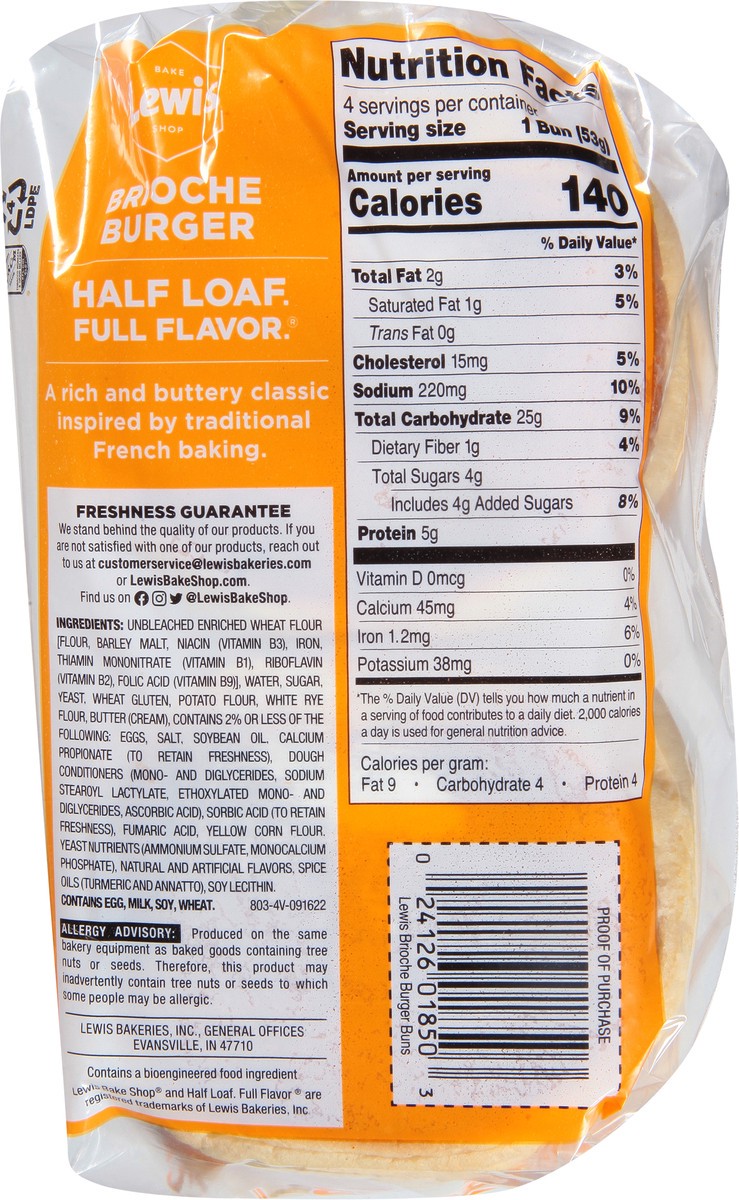 BAKE
Lewis
SHOP
BRIOCHE
BURGER
HALF LOAF.
FULL FLAVOR.®
A rich and buttery classic
inspired by traditional
French baking.
FRESHNESS GUARANTEE
We stand behind the quality of our products. If you
are not satisfied with one of our products, reach out
to us at customerservice@lewisbakeries.com
or LewisBakeShop.com.
Find us on @LewisBakeShop.
INGREDIENTS: UNBLEACHED ENRICHED WHEAT FLOUR
[FLOUR, BARLEY MALT, NIACIN (VITAMIN B3), IRON,
THIAMIN MONONITRATE (VITAMIN B1), RIBOFLAVIN
(VITAMIN B2), FOLIC ACID (VITAMIN B9)], WATER, SUGAR,
YEAST, WHEAT GLUTEN, POTATO FLOUR, WHITE RYE
FLOUR, BUTTER (CREAM), CONTAINS 2% OR LESS OF THE
FOLLOWING: EGGS, SALT, SOYBEAN OIL, CALCIUM
PROPIONATE (TO RETAIN FRESHNESS), DOUGH
CONDITIONERS (MONO- AND DIGLYCERIDES, SODIUM
STEAROYL LACTYLATE, ETHOXYLATED MONO- AND
DIGLYCERIDES, ASCORBIC ACID), SORBIC ACID (TO RETAIN
FRESHNESS), FUMARIC ACID, YELLOW CORN FLOUR,
YEAST NUTRIENTS (AMMONIUM SULFATE, MONOCALCIUM
PHOSPHATE), NATURAL AND ARTIFICIAL FLAVORS, SPICE
OILS (TURMERIC AND ANNATTO), SOY LECITHIN.
CONTAINS EGG, MILK, SOY, WHEAT. 803-4V-091622
ALLERGY ADVISORY: Produced on the same
bakery equipment as baked goods containing tree
nuts or seeds. Therefore, this product may
inadvertently contain tree nuts or seeds to which
some people may be allergic.
LEWIS BAKERIES, INC., GENERAL OFFICES
EVANSVILLE, IN 47710
Contains a bioengineered food ingredient
Lewis Bake Shop® and Half Loaf. Full Flavor® are
registered trademarks of Lewis Bakeries, Inc
4
LDPE
Nutrition Facts
4 servings per container
Serving size 1 Bun (53g)
Amount per serving
Calories 140
% Daily Value*
Total Fat 2g 3%
Saturated Fat 1g 5%
Trans Fat 0g
Cholesterol 15mg 5%
Sodium 220mg 10%
Total Carbohydrate 25g 9%
Dietary Fiber 1g 4%
Total Sugars 4g
Includes 4g Added Sugars 8%
Protein 5g
Vitamin D 0mcg 0%
Calcium 45mg 4%
Iron 1.2mg 6%
Potassium 38mg 0%
*The % Daily Value (DV) tells you how much a nutrient in
a serving of food contributes to a daily diet. 2,000 calories
a day is used for general nutrition advice.
Calories per gram:
Fat 9 • Carbohydrate 4 • Protein 4
PROOF OF PURCHASE
0 24126 01850 3
Lewis Brioche Burger Buns